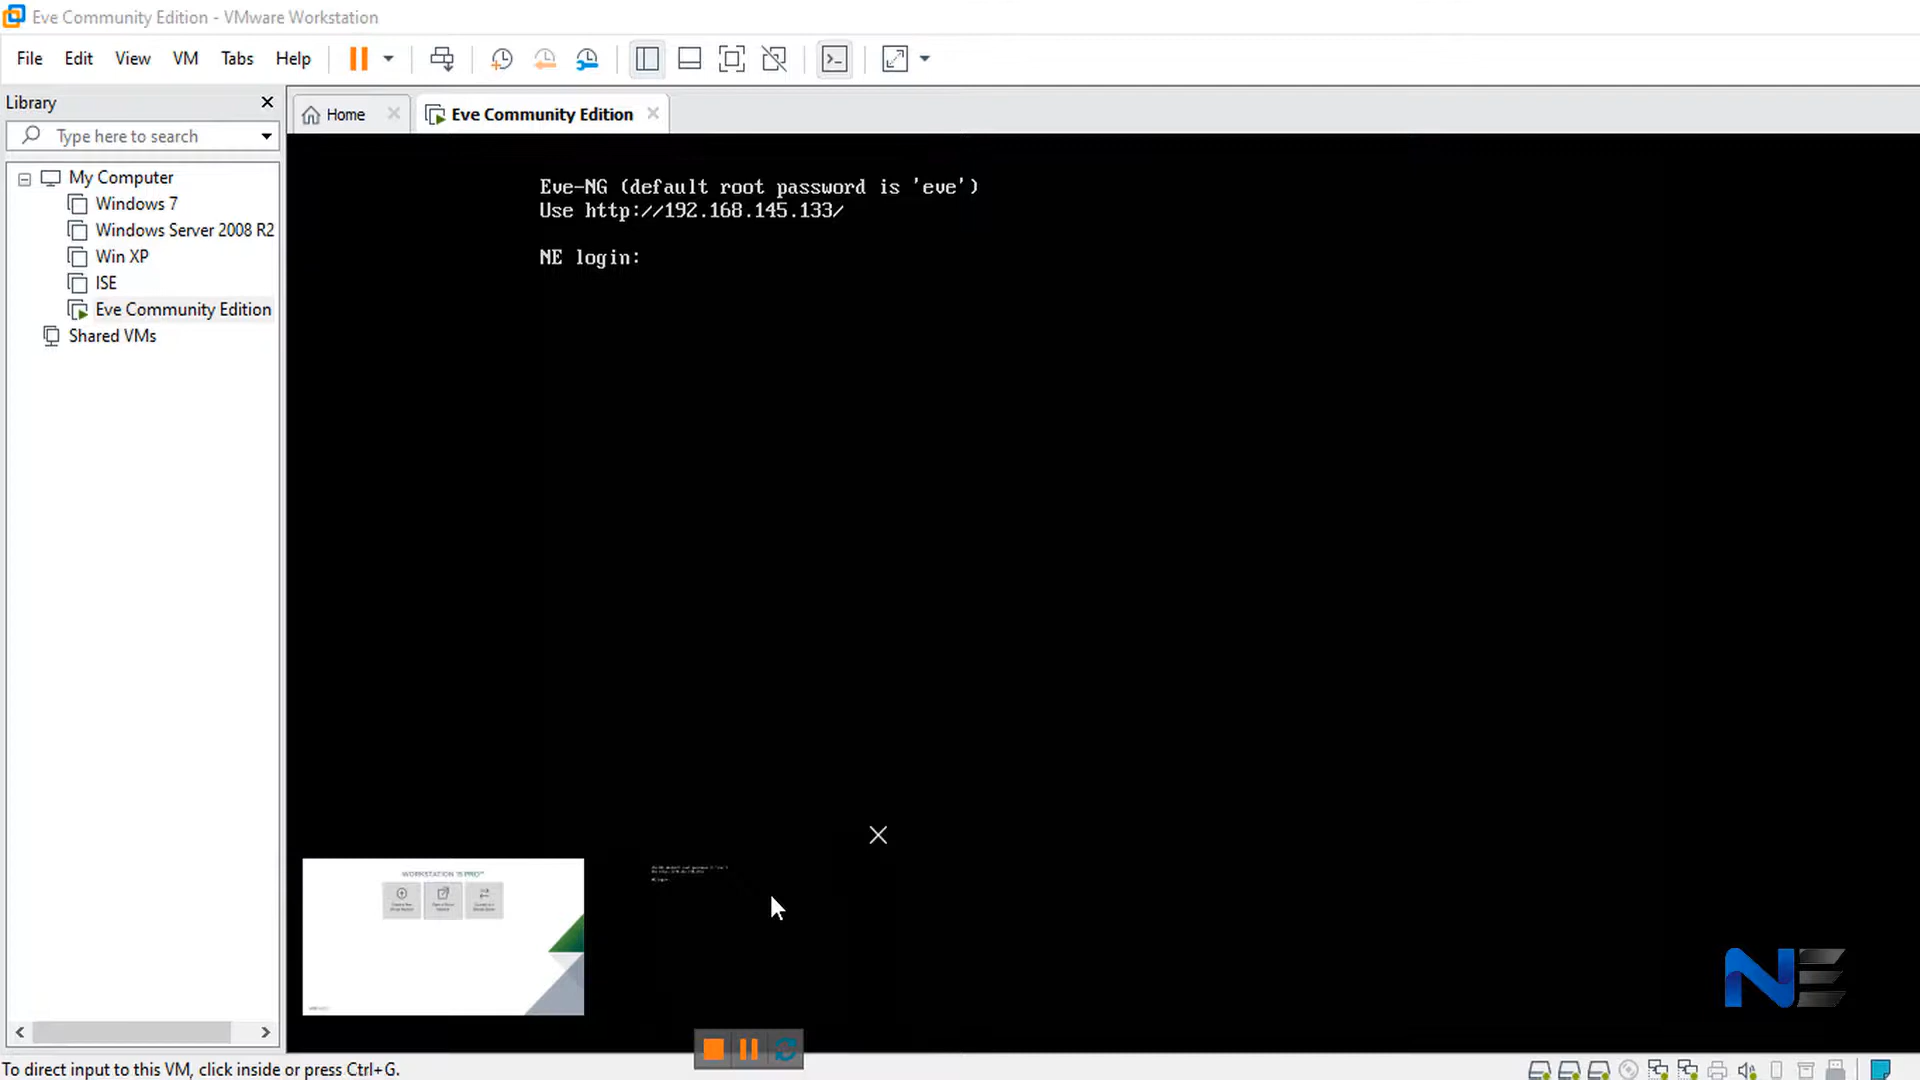 Eve Community Edition - VMware Workstation
File Edit View VM Tabs Help
Library
Type here to search
My Computer
Windows 7
Windows Server 2008 R2
Win XP
ISE
Eve Community Edition
Shared VMs
Home
Eve Community Edition
Eve-NG (default root password is 'eve')
Use http://192.168.145.133/
NE login:
WORKSTATION 15 PRO™
NE
To direct input to this VM, click inside or press Ctrl+G.